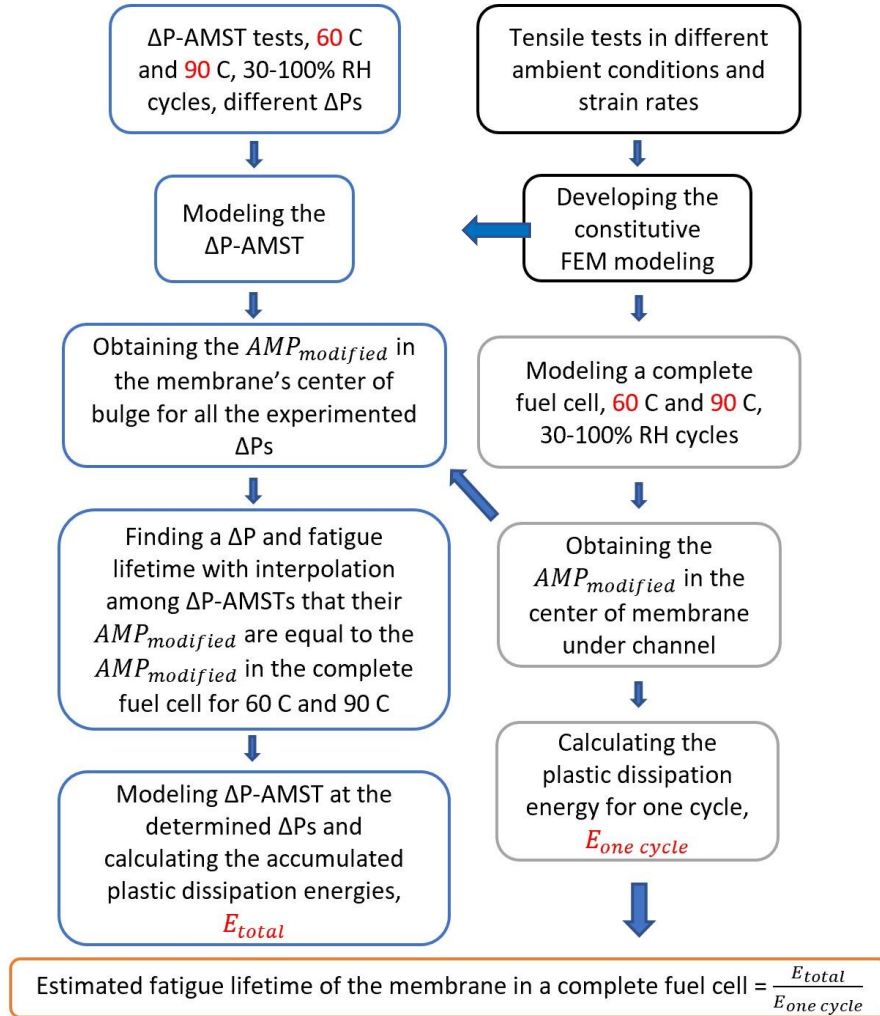 ΔP-AMST tests, 60 C
and 90 C, 30-100% RH
cycles, different ΔPs
Tensile tests in different
ambient conditions and
strain rates
Modeling the
ΔP-AMST
Developing the
constitutive
FEM modeling
Obtaining the AMP_modified in
the membrane's center of
bulge for all the experimented
ΔPs
Modeling a complete
fuel cell, 60 C and 90 C,
30-100% RH cycles
Finding a ΔP and fatigue
lifetime with interpolation
among ΔP-AMSTs that their
AMP_modified are equal to the
AMP_modified in the complete
fuel cell for 60 C and 90 C
Obtaining the
AMP_modified in the
center of membrane
under channel
Modeling ΔP-AMST at the
determined ΔPs and
calculating the accumulated
plastic dissipation energies,
E_total
Calculating the
plastic dissipation
energy for one cycle,
E_one cycle
Estimated fatigue lifetime of the membrane in a complete fuel cell = E_total / E_one cycle